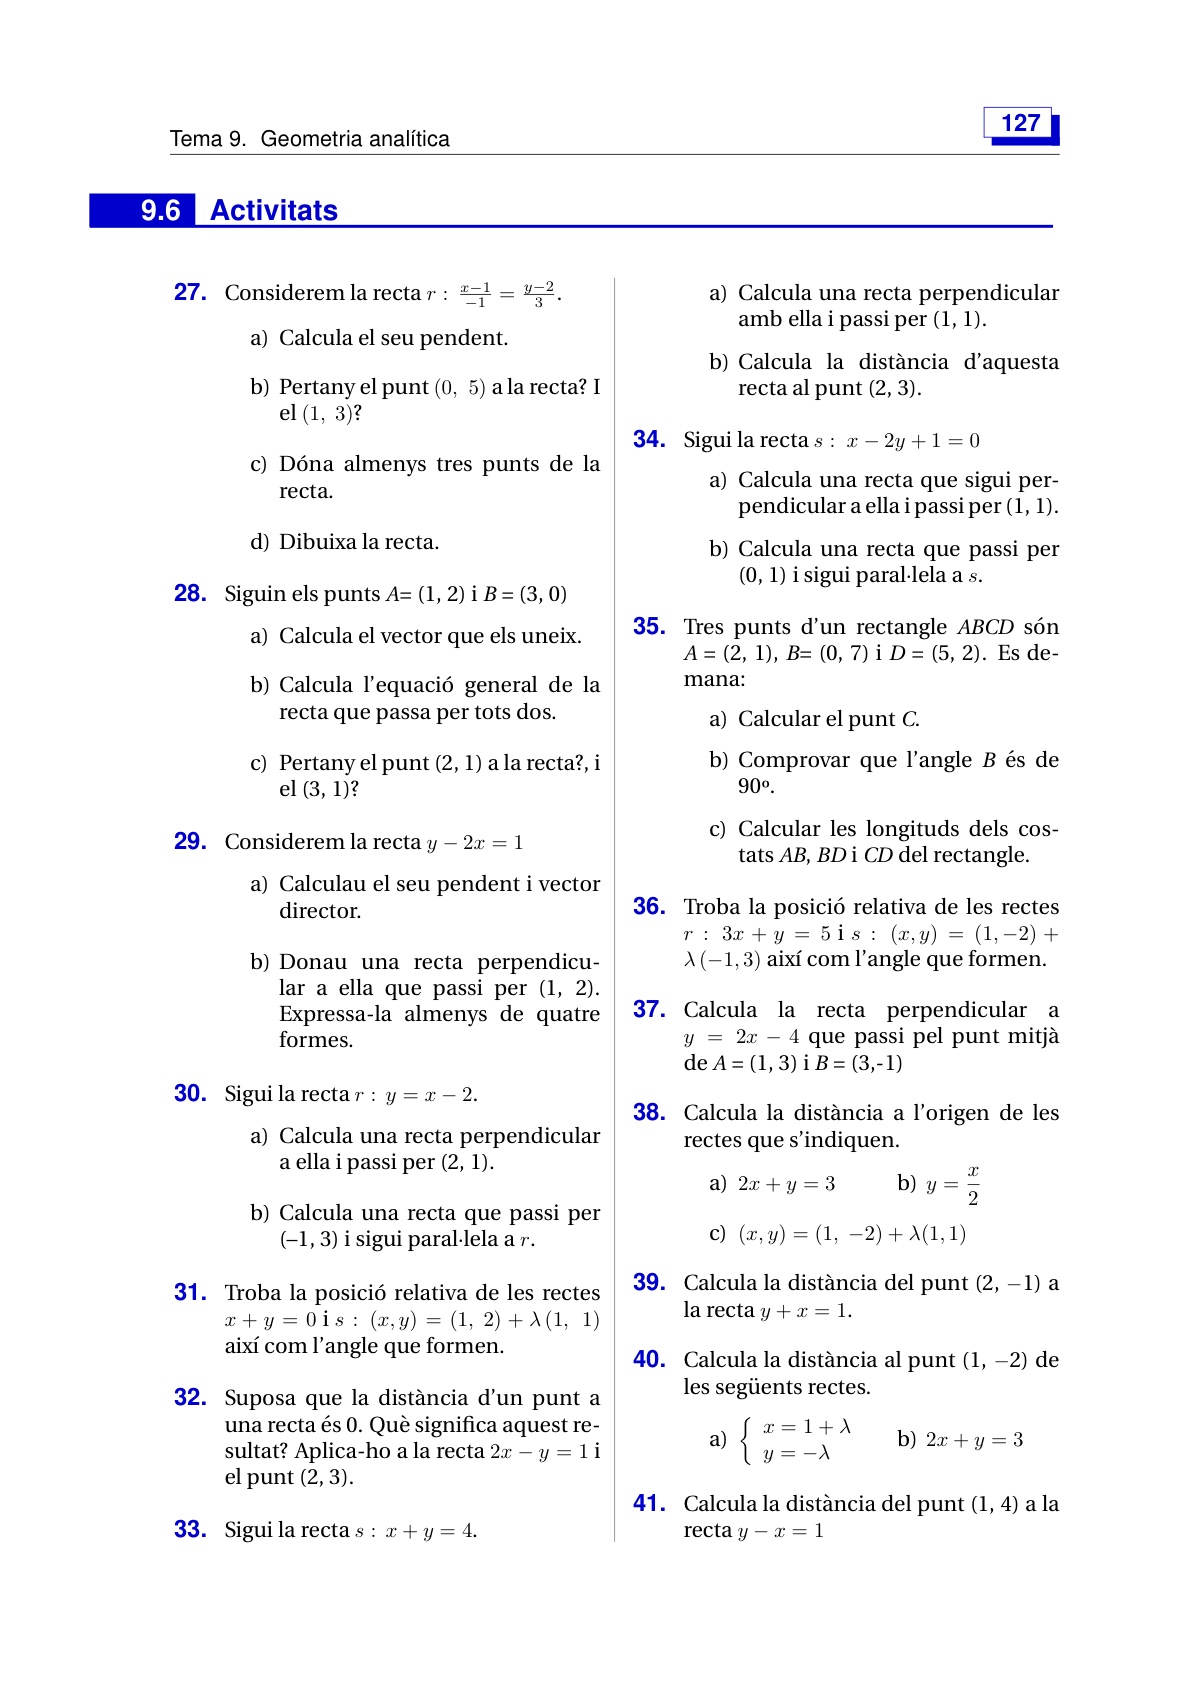 Tema 9. Geometria analítica
127
9.6 Activitats
27. Considerem la recta r : \frac{x−1}{−1} = \frac{y−2}{3}.
a) Calcula el seu pendent.
b) Pertany el punt (0, 5) a la recta? I
el (1, 3)?
c) Dóna almenys tres punts de la
recta.
d) Dibuixa la recta.
28. Siguin els punts A= (1, 2) i B = (3, 0)
a) Calcula el vector que els uneix.
b) Calcula l'equació general de la
recta que passa per tots dos.
c) Pertany el punt (2, 1) a la recta?, i
el (3, 1)?
29. Considerem la recta y − 2x = 1
a) Calculau el seu pendent i vector
director.
b) Donau una recta perpendicu-
lar a ella que passi per (1, 2).
Expressa-la almenys de quatre
formes.
30. Sigui la recta r : y = x − 2.
a) Calcula una recta perpendicular
a ella i passi per (2, 1).
b) Calcula una recta que passi per
(–1, 3) i sigui paral·lela a r.
31. Troba la posició relativa de les rectes
x + y = 0 i s : (x, y) = (1, 2) + λ (1, 1)
així com l'angle que formen.
32. Suposa que la distància d'un punt a
una recta és 0. Què significa aquest re-
sultat? Aplica-ho a la recta 2x − y = 1 i
el punt (2, 3).
33. Sigui la recta s : x + y = 4.
a) Calcula una recta perpendicular
amb ella i passi per (1, 1).
b) Calcula la distància d'aquesta
recta al punt (2, 3).
34. Sigui la recta s : x − 2y + 1 = 0
a) Calcula una recta que sigui per-
pendicular a ella i passi per (1, 1).
b) Calcula una recta que passi per
(0, 1) i sigui paral·lela a s.
35. Tres punts d'un rectangle ABCD són
A = (2, 1), B= (0, 7) i D = (5, 2). Es de-
mana:
a) Calcular el punt C.
b) Comprovar que l'angle B és de
90º.
c) Calcular les longituds dels cos-
tats AB, BD i CD del rectangle.
36. Troba la posició relativa de les rectes
r : 3x + y = 5 i s : (x, y) = (1, −2) +
λ (−1, 3) així com l'angle que formen.
37. Calcula la recta perpendicular a
y = 2x − 4 que passi pel punt mitjà
de A = (1, 3) i B = (3,-1)
38. Calcula la distància a l'origen de les
rectes que s'indiquen.
a) 2x + y = 3 b) y = \frac{x}{2}
c) (x, y) = (1, −2) + λ(1, 1)
39. Calcula la distància del punt (2, −1) a
la recta y + x = 1.
40. Calcula la distància al punt (1, −2) de
les següents rectes.
a) { x = 1 + λ
y = −λ
b) 2x + y = 3
41. Calcula la distància del punt (1, 4) a la
recta y − x = 1